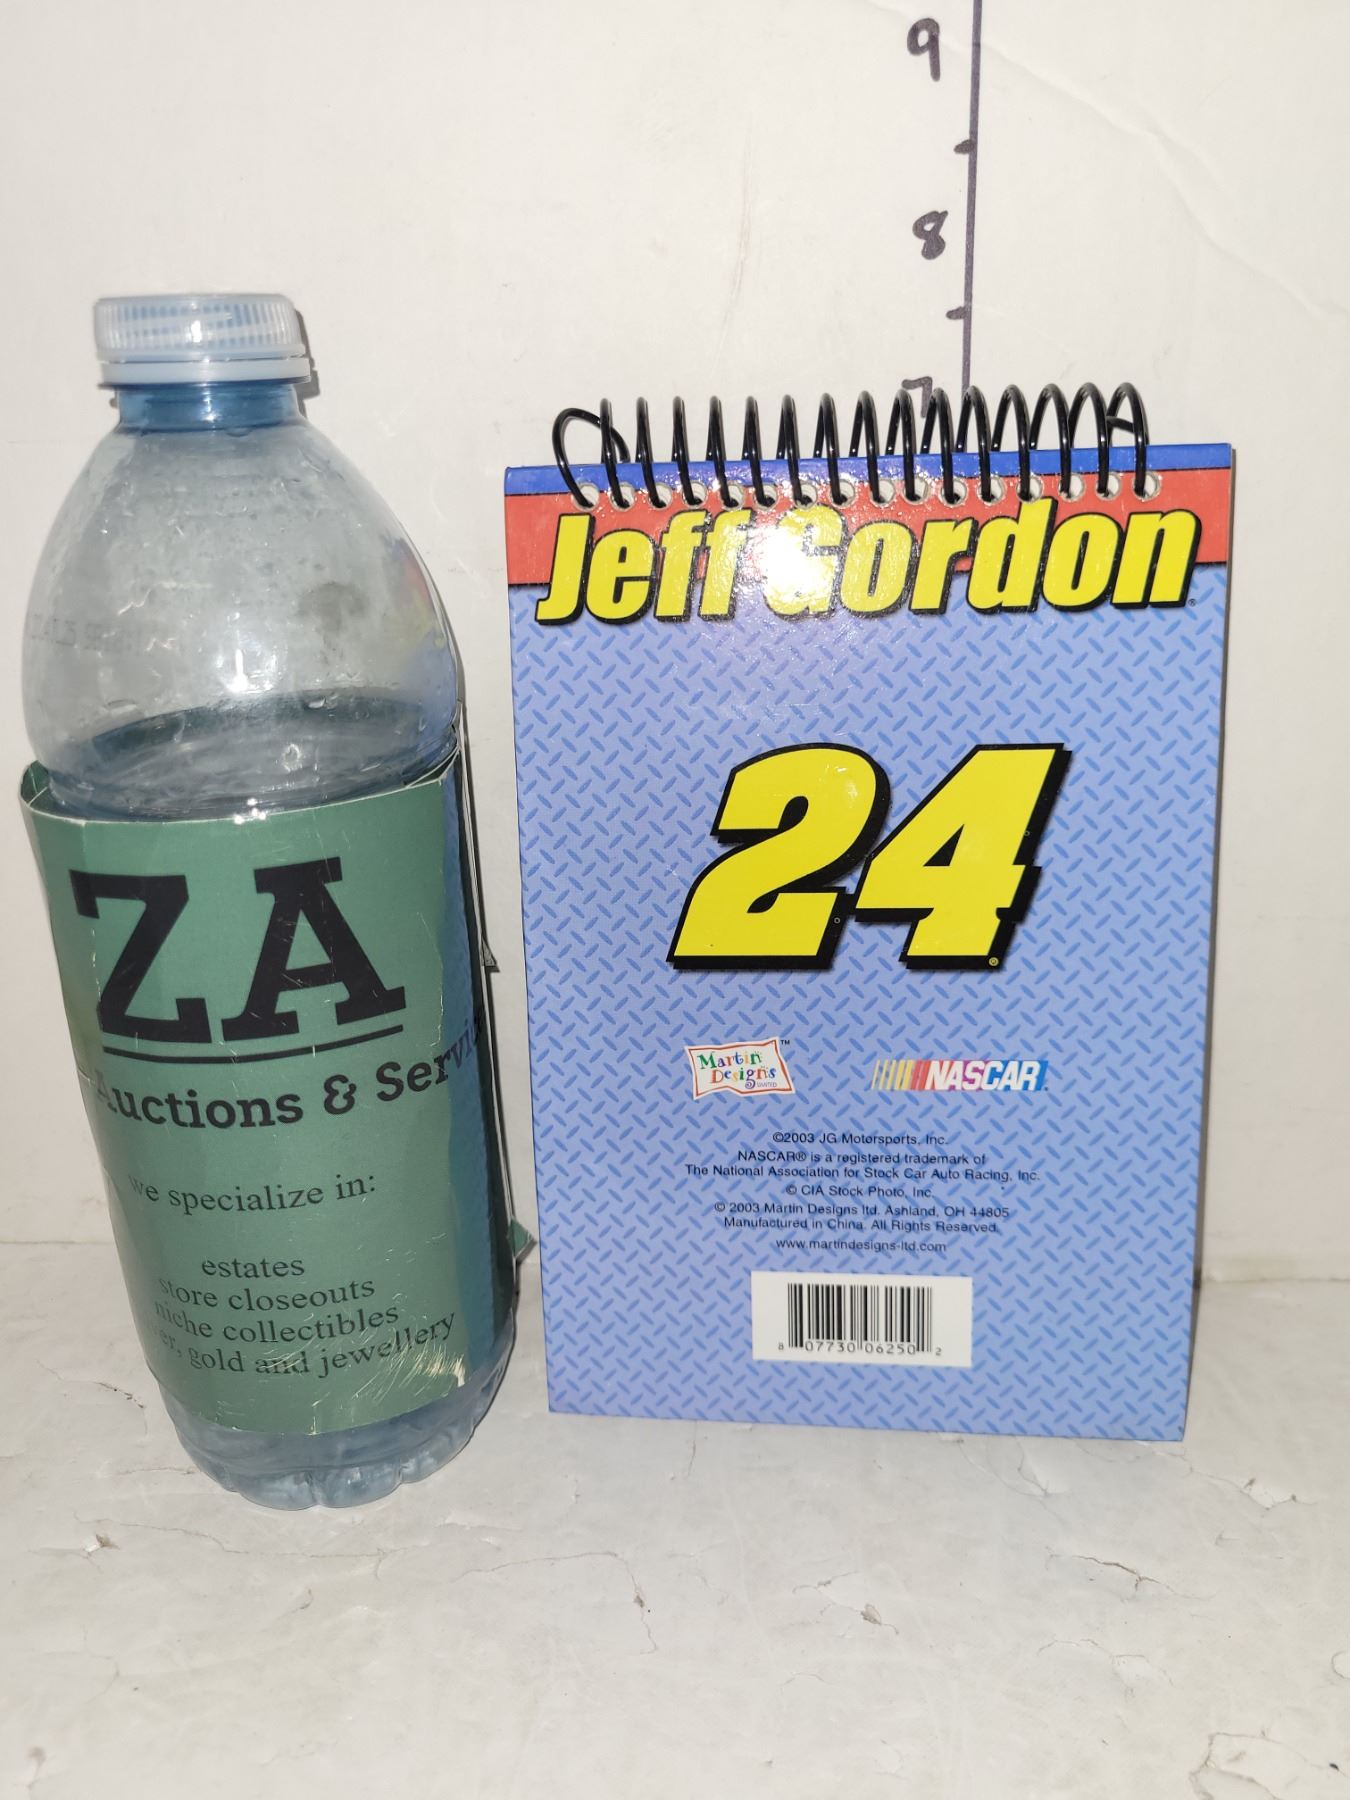 9
8
7
Jeff Gordon
24
Martin Designs LIMITED ™
NASCAR
©2003 JG Motorsports, Inc.
NASCAR® is a registered trademark of
The National Association for Stock Car Auto Racing, Inc.
© CIA Stock Photo, Inc.
© 2003 Martin Designs ltd. Ashland, OH 44805
Manufactured in China. All Rights Reserved.
www.martindesigns-ltd.com
8 07730 06250 2
ZA
Auctions &
we specialize in:
estates
store closeouts
niche collectibles
gold and jewellery